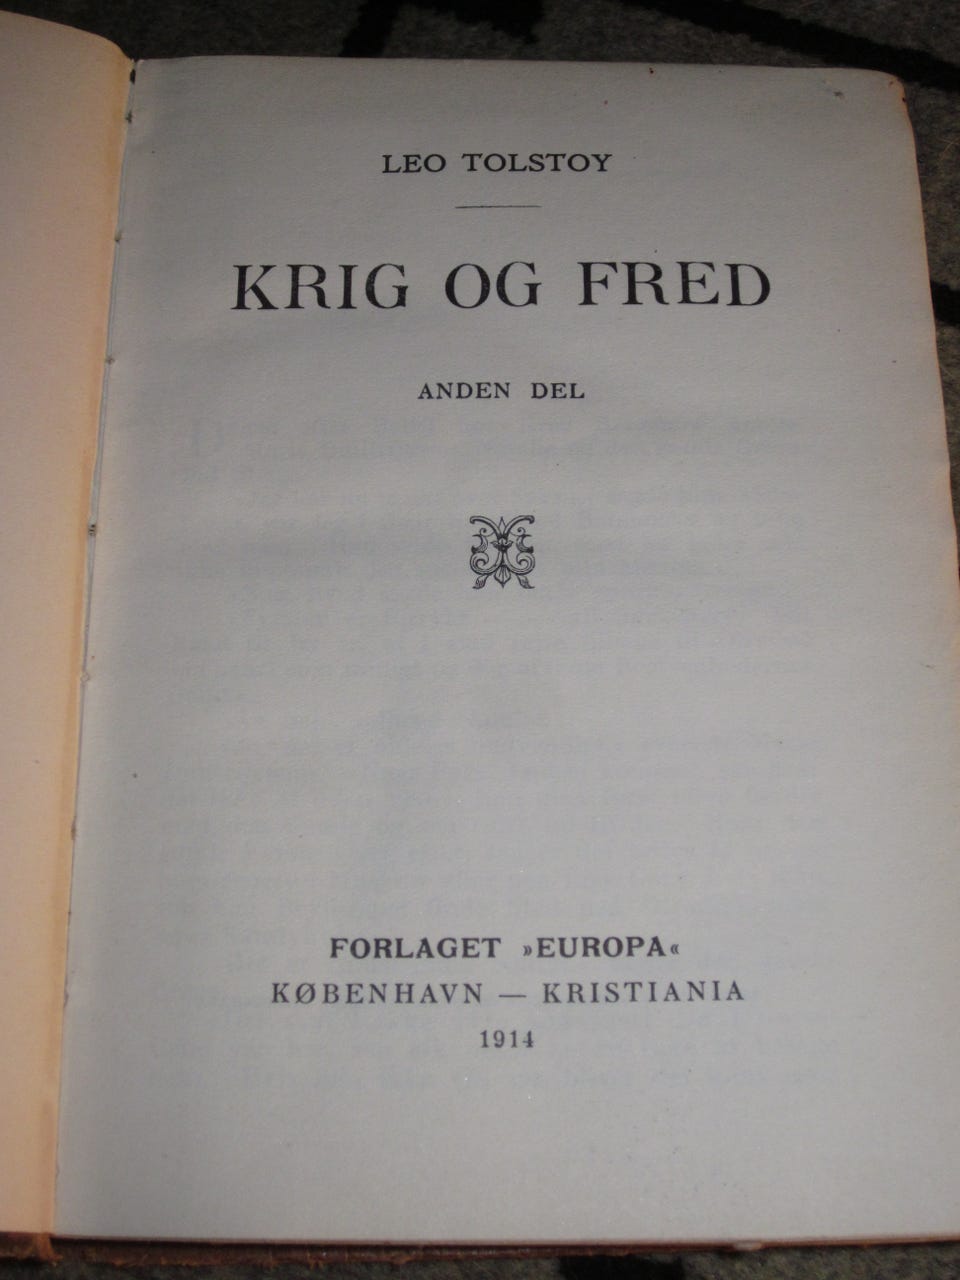 LEO TOLSTOY
KRIG OG FRED
ANDEN DEL
FORLAGET »EUROPA«
KØBENHAVN — KRISTIANIA
1914